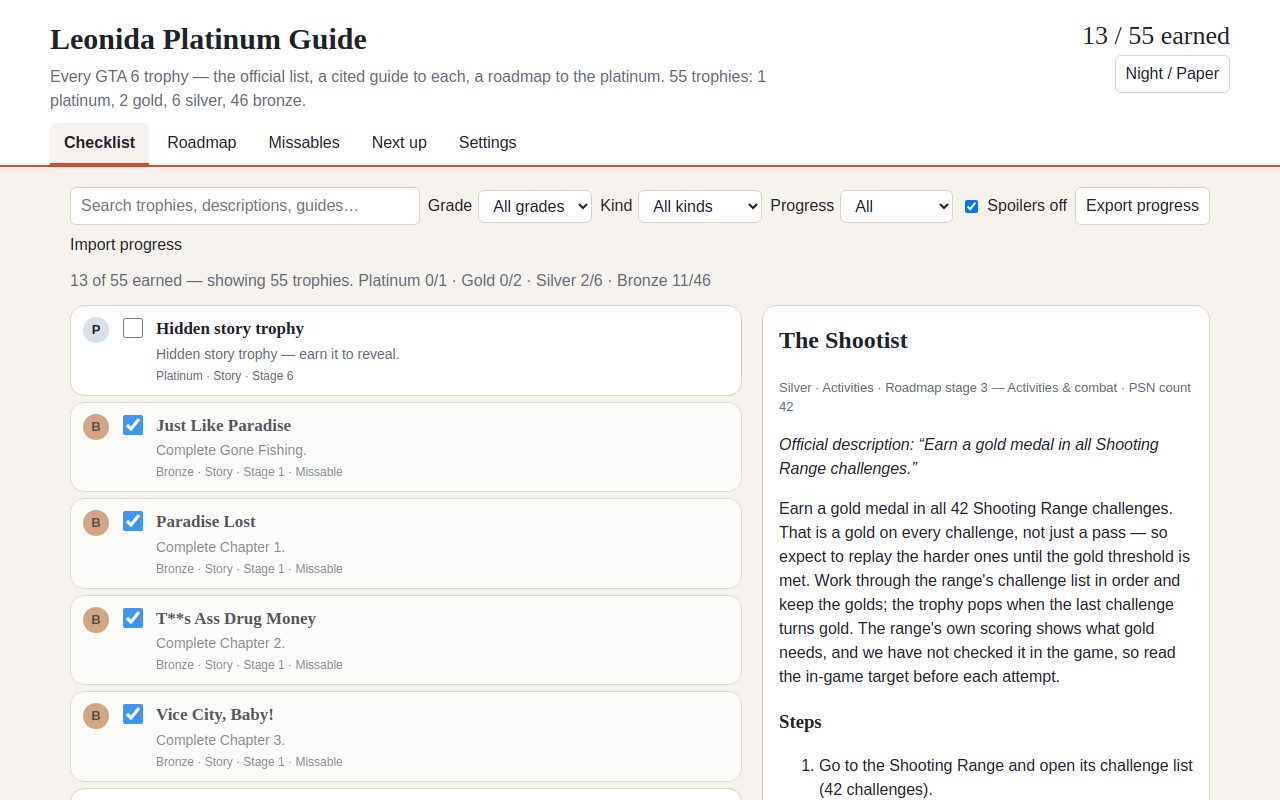 Leonida Platinum Guide
Every GTA 6 trophy — the official list, a cited guide to each, a roadmap to the platinum. 55 trophies: 1
platinum, 2 gold, 6 silver, 46 bronze.
13 / 55 earned
Night / Paper
Checklist Roadmap Missables Next up Settings
Search trophies, descriptions, guides… Grade All grades Kind All kinds Progress All Spoilers off Export progress
Import progress
13 of 55 earned — showing 55 trophies. Platinum 0/1 · Gold 0/2 · Silver 2/6 · Bronze 11/46
P Hidden story trophy
Hidden story trophy — earn it to reveal.
Platinum · Story · Stage 6
B Just Like Paradise
Complete Gone Fishing.
Bronze · Story · Stage 1 · Missable
B Paradise Lost
Complete Chapter 1.
Bronze · Story · Stage 1 · Missable
B T**s Ass Drug Money
Complete Chapter 2.
Bronze · Story · Stage 1 · Missable
B Vice City, Baby!
Complete Chapter 3.
Bronze · Story · Stage 1 · Missable
The Shootist
Silver · Activities · Roadmap stage 3 — Activities & combat · PSN count
42
Official description: “Earn a gold medal in all Shooting
Range challenges.”
Earn a gold medal in all 42 Shooting Range challenges.
That is a gold on every challenge, not just a pass — so
expect to replay the harder ones until the gold threshold is
met. Work through the range's challenge list in order and
keep the golds; the trophy pops when the last challenge
turns gold. The range's own scoring shows what gold
needs, and we have not checked it in the game, so read
the in-game target before each attempt.
Steps
1. Go to the Shooting Range and open its challenge list
(42 challenges).